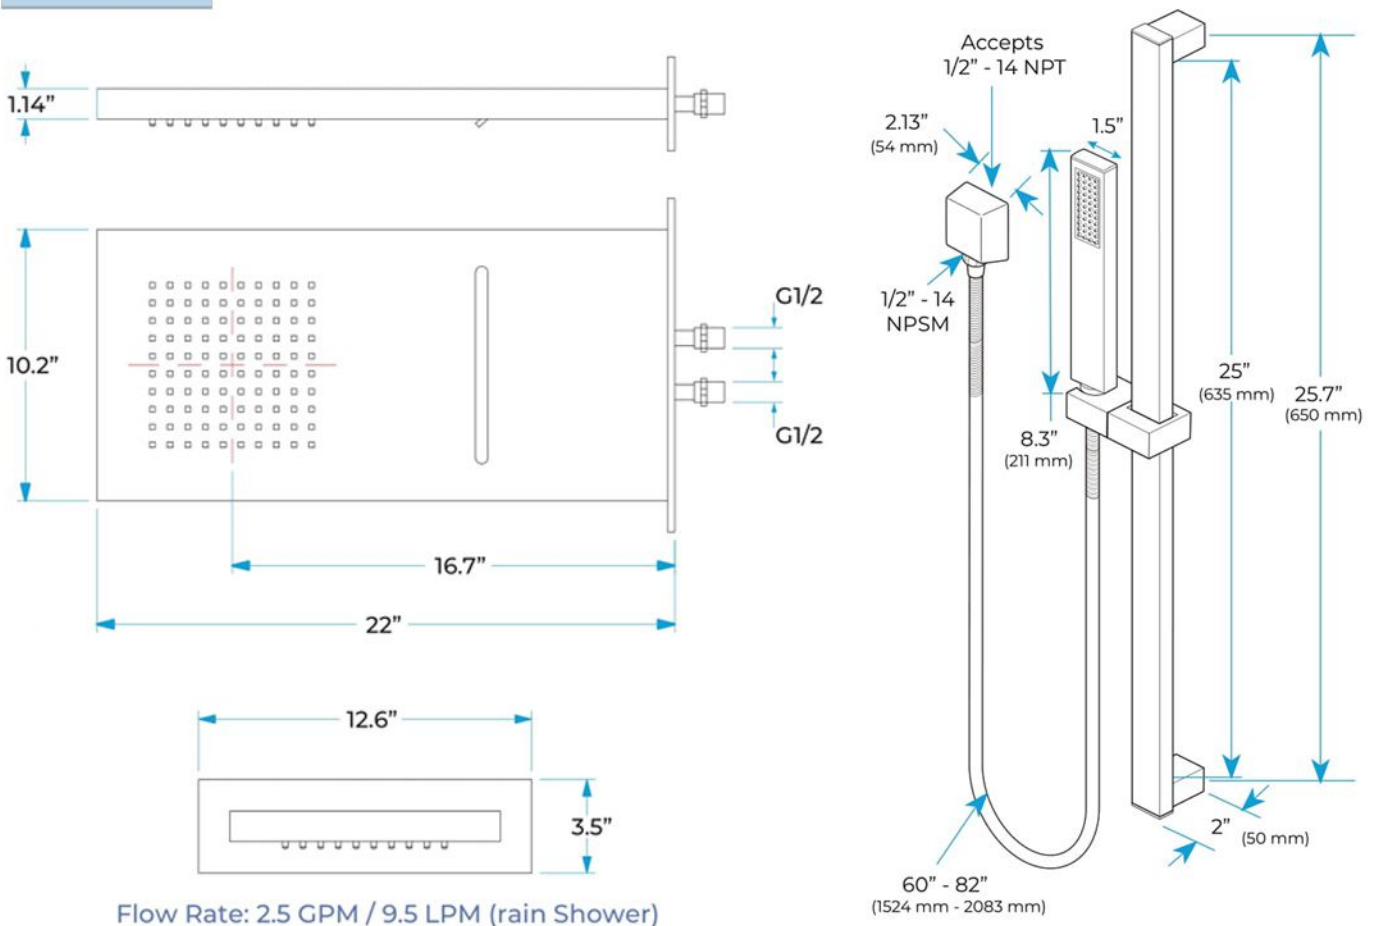 1.14”
10.2”
G1/2
G1/2
16.7”
22”
12.6”
3.5”
Flow Rate: 2.5 GPM / 9.5 LPM (rain Shower)
Accepts
1/2” - 14 NPT
2.13”
(54 mm)
1.5”
1/2” - 14
NPSM
8.3”
(211 mm)
25”
(635 mm)
25.7”
(650 mm)
2” (50 mm)
60” - 82”
(1524 mm - 2083 mm)